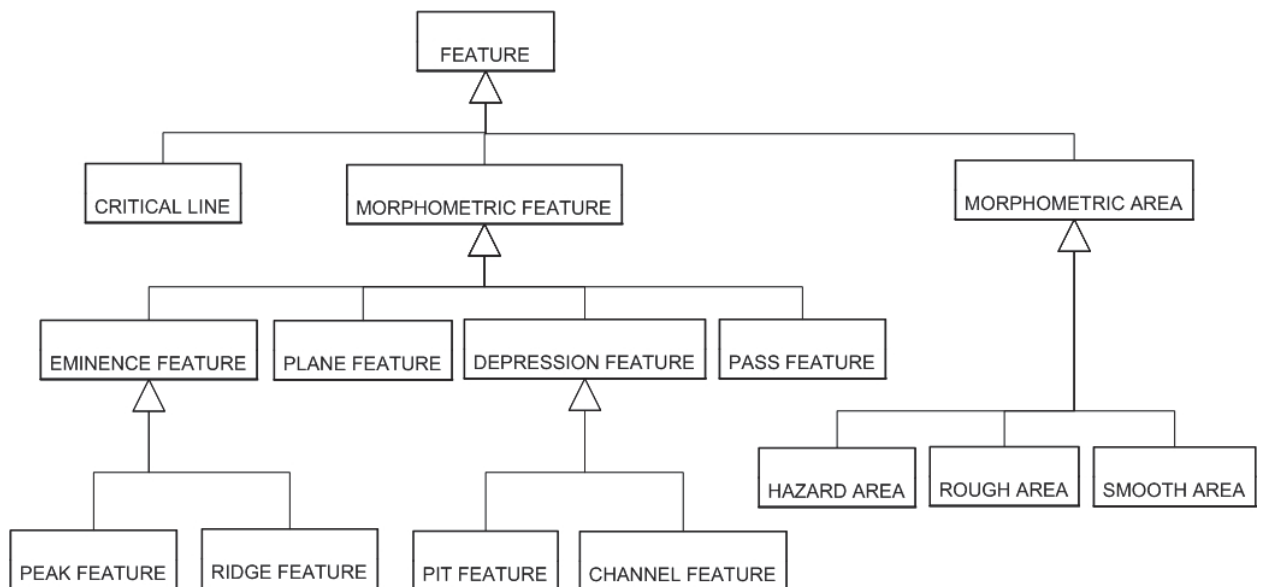 FEATURE
CRITICAL LINE
MORPHOMETRIC FEATURE
MORPHOMETRIC AREA
EMINENCE FEATURE
PLANE FEATURE
DEPRESSION FEATURE
PASS FEATURE
HAZARD AREA
ROUGH AREA
SMOOTH AREA
PEAK FEATURE
RIDGE FEATURE
PIT FEATURE
CHANNEL FEATURE